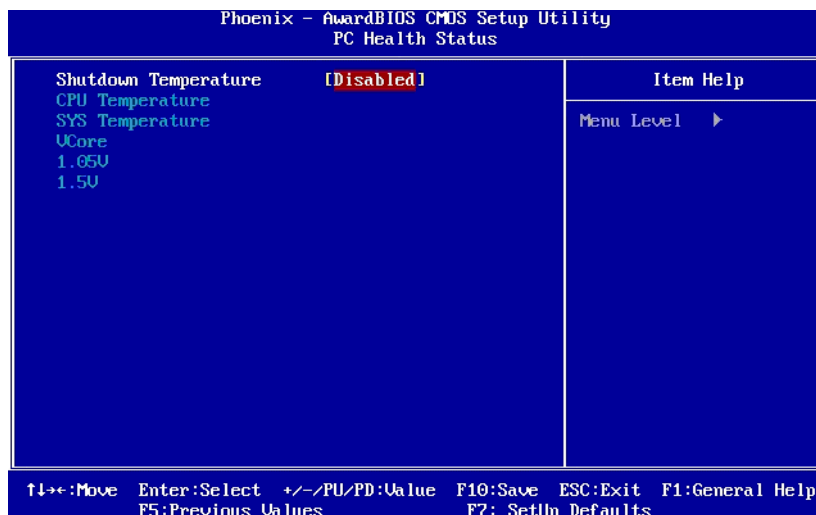 Phoenix - AwardBIOS CMOS Setup Utility
PC Health Status
Shutdown Temperature [Disabled]
CPU Temperature
SYS Temperature
VCore
1.05V
1.5V
Item Help
Menu Level ▶
↑↓→←:Move Enter:Select +/-/PU/PD:Value F10:Save ESC:Exit F1:General Help
F5:Previous Values F7: SetUp Defaults